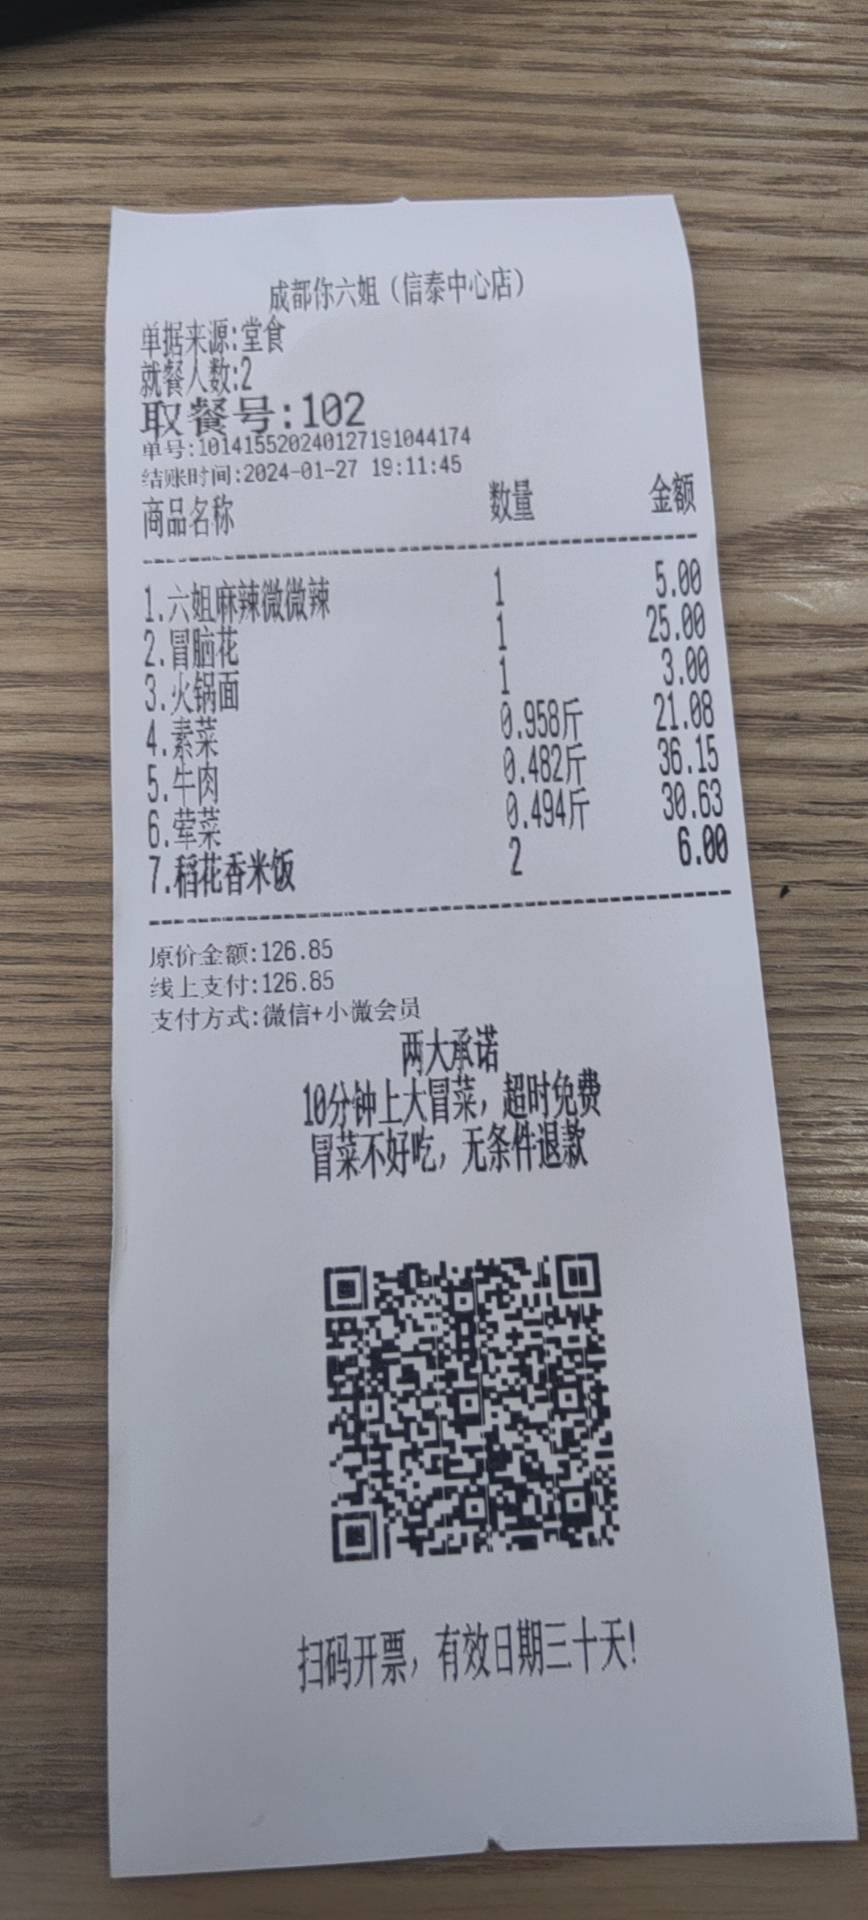 成都你六姐（信泰中心店）
单据来源:堂食
就餐人数:2
取餐号:102
单号:101415520240127191044174
结账时间:2024-01-27 19:11:45
商品名称 数量 金额
1.六姐麻辣微微辣 1 5.00
2.冒脑花 1 25.00
3.火锅面 1 3.00
4.素菜 0.958斤 21.08
5.牛肉 0.482斤 36.15
6.荤菜 0.494斤 30.63
7.稻花香米饭 2 6.00
原价金额:126.85
线上支付:126.85
支付方式:微信+小微会员
两大承诺
10分钟上大冒菜，超时免费
冒菜不好吃，无条件退款
扫码开票，有效日期三十天!